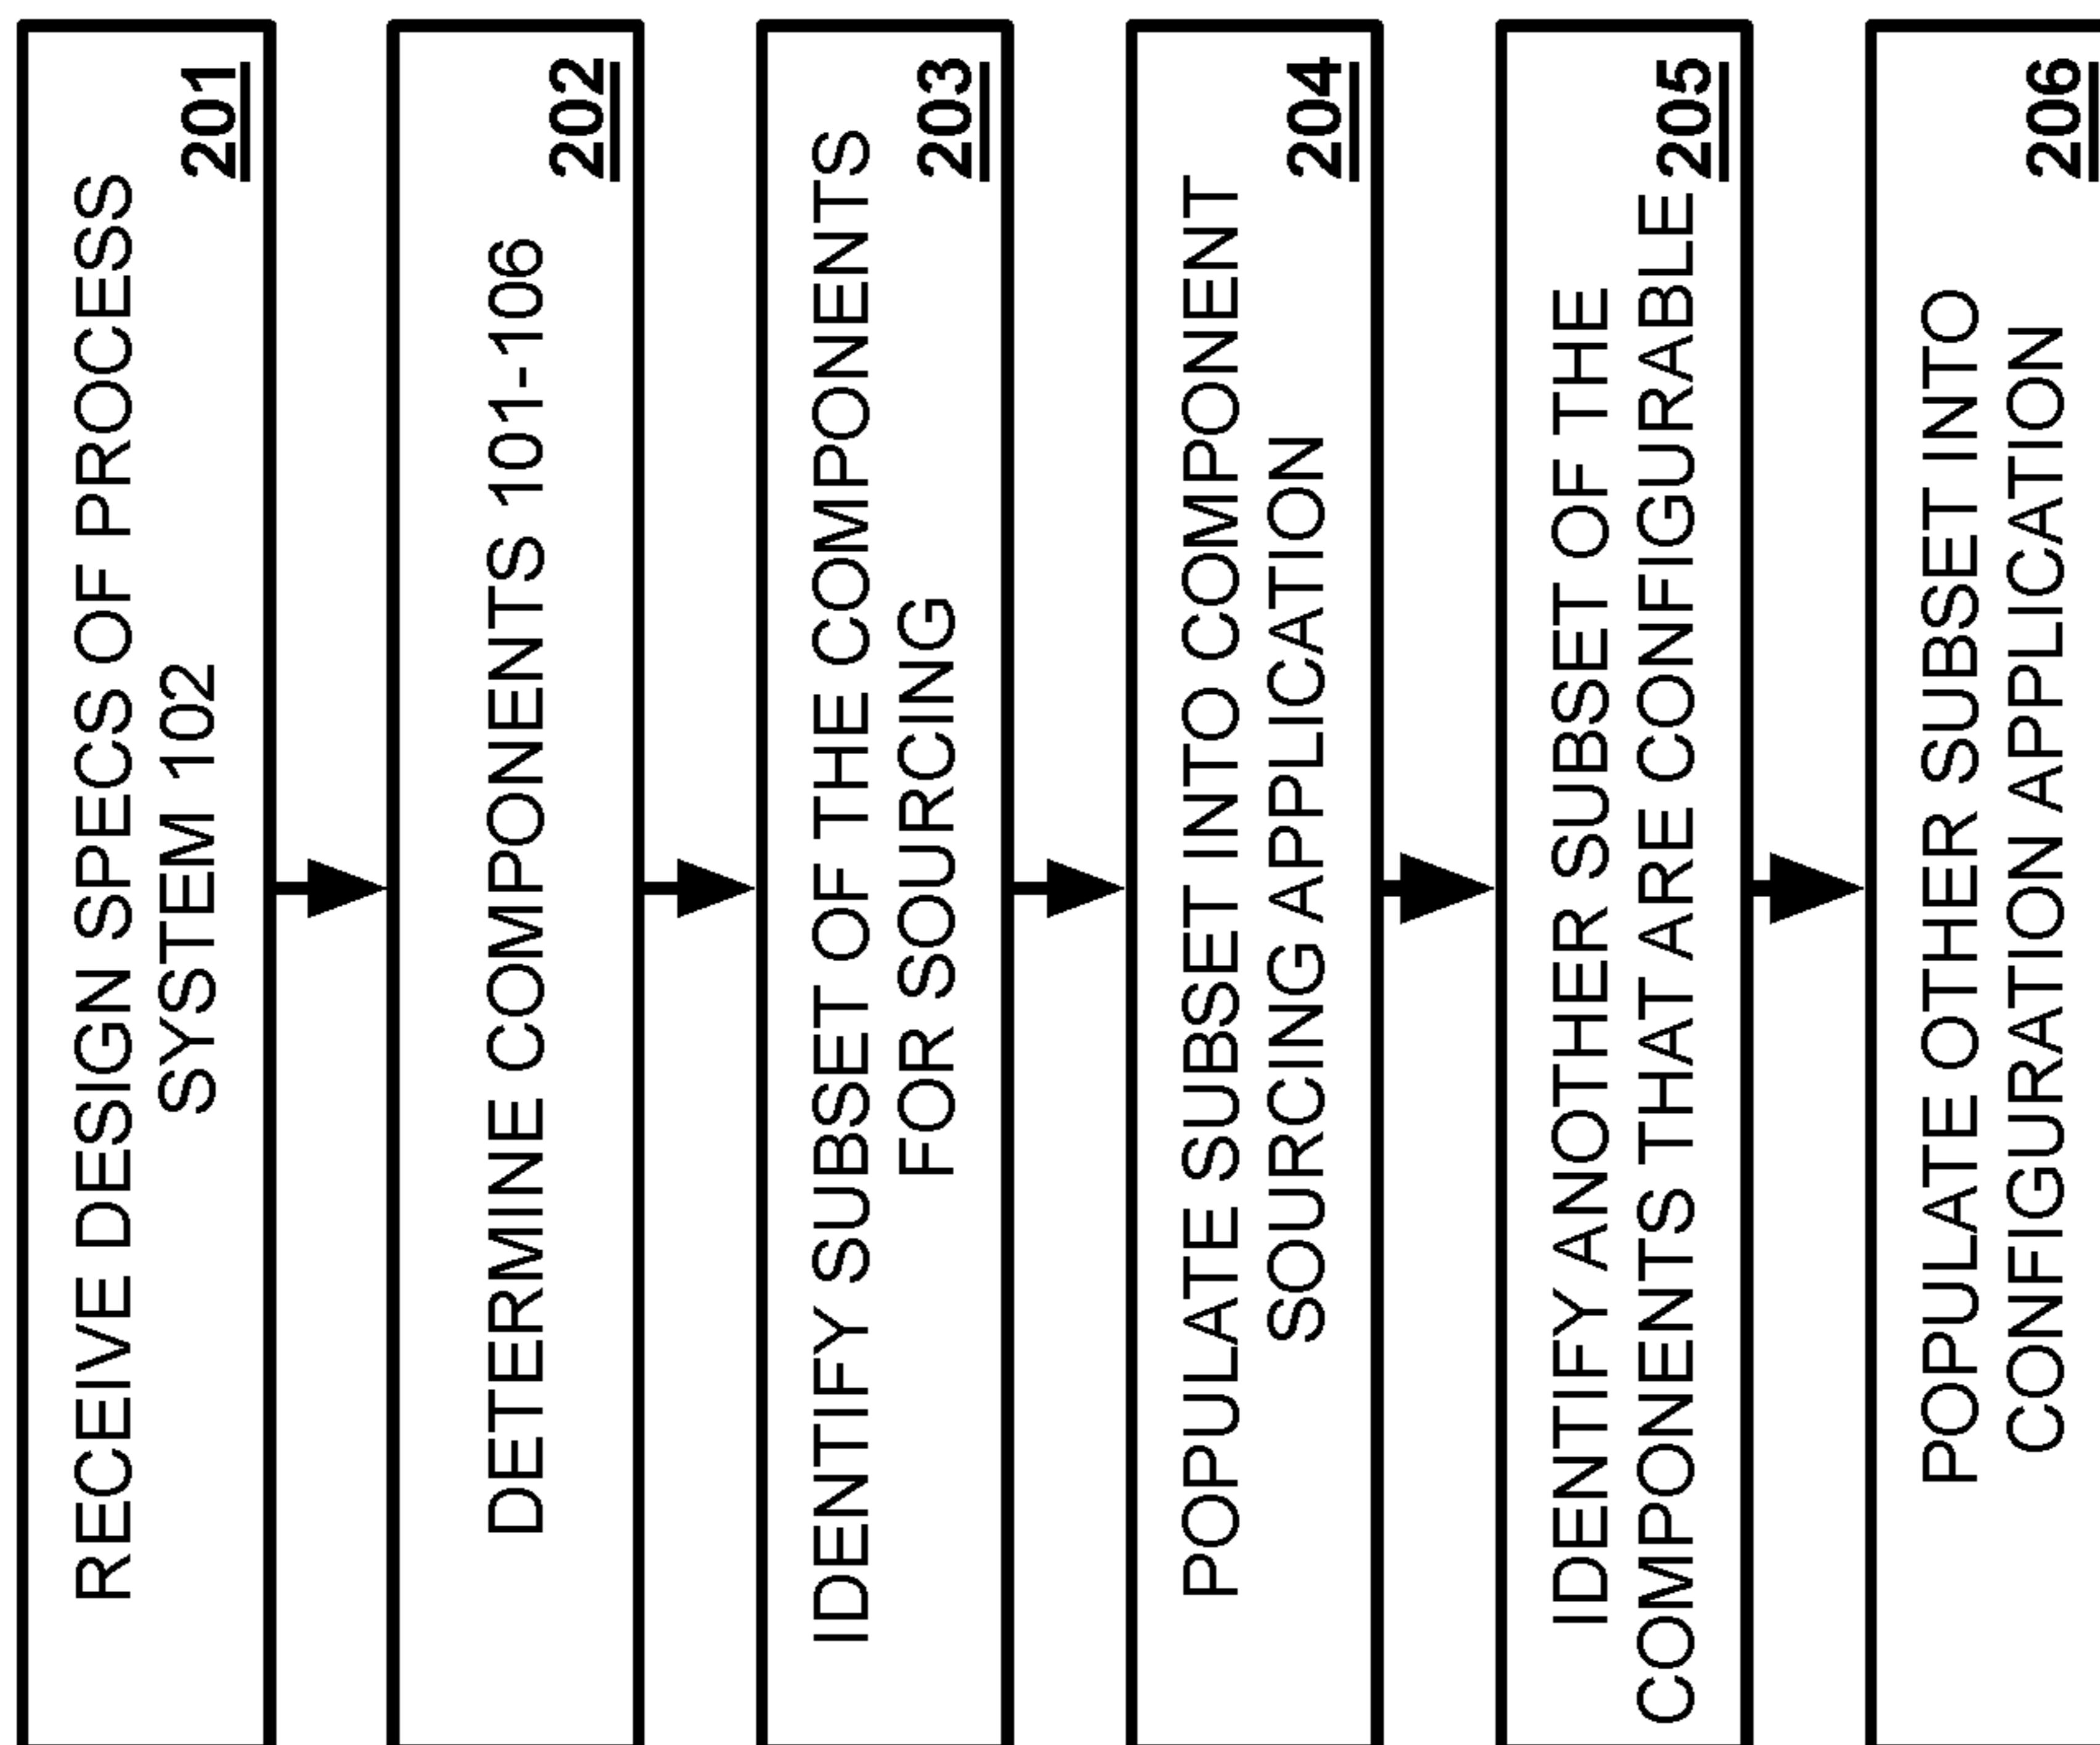 RECEIVE DESIGN SPECS OF PROCESS
SYSTEM 102
201
DETERMINE COMPONENTS 101-106
202
IDENTIFY SUBSET OF THE COMPONENTS
FOR SOURCING
203
POPULATE SUBSET INTO COMPONENT
SOURCING APPLICATION
204
IDENTIFY ANOTHER SUBSET OF THE
COMPONENTS THAT ARE CONFIGURABLE
205
POPULATE OTHER SUBSET INTO
CONFIGURATION APPLICATION
206